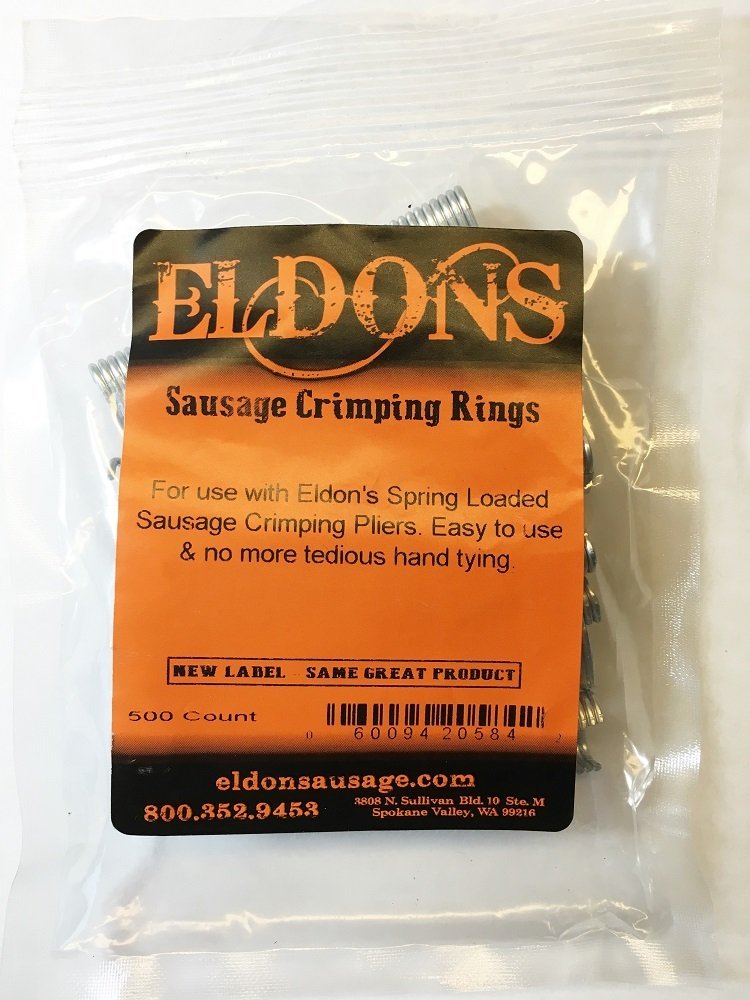 ELDONS
Sausage Crimping Rings
For use with Eldon's Spring Loaded
Sausage Crimping Pliers. Easy to use
& no more tedious hand tying.
NEW LABEL - SAME GREAT PRODUCT
500 Count
0 60094 20584 2
eldonsausage.com
800.352.9453
3808 N. Sullivan Bld. 10 Ste. M
Spokane Valley, WA 99216